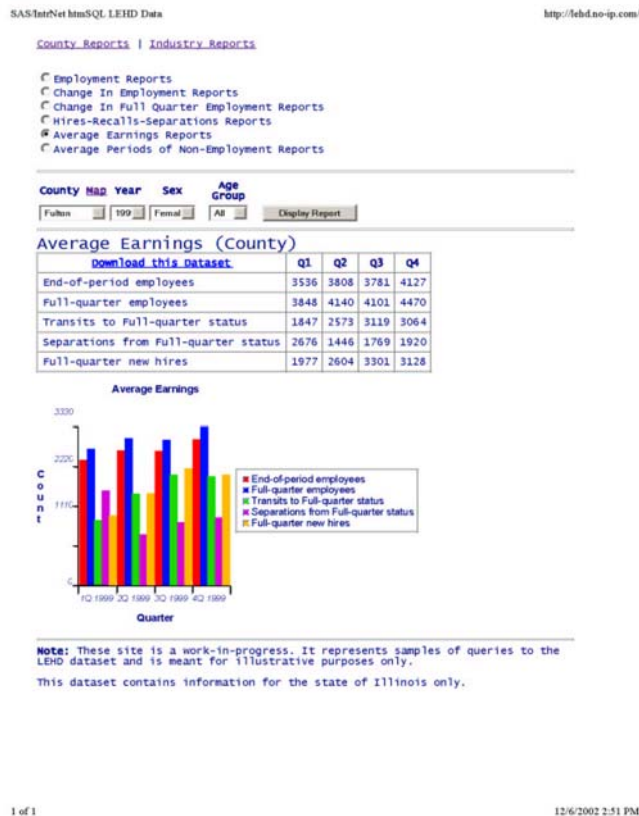 SAS/IntrNet htmSQL LEHD Data http://lehd.no-ip.com/
County Reports | Industry Reports
Employment Reports
Change In Employment Reports
Change In Full Quarter Employment Reports
Hires-Recalls-Separations Reports
Average Earnings Reports
Average Periods of Non-Employment Reports
County Map Year Sex Age Group
Fulton 199 Femal All Display Report
Average Earnings (County)
Download this Dataset Q1 Q2 Q3 Q4
End-of-period employees 3536 3808 3781 4127
Full-quarter employees 3848 4140 4101 4470
Transits to Full-quarter status 1847 2573 3119 3064
Separations from Full-quarter status 2676 1446 1769 1920
Full-quarter new hires 1977 2604 3301 3128
Average Earnings
3330
2220
1110
0
Count
End-of-period employees
Full-quarter employees
Transits to Full-quarter status
Separations from Full-quarter status
Full-quarter new hires
1Q 1999 2Q 1999 3Q 1999 4Q 1999
Quarter
Note: These site is a work-in-progress. It represents samples of queries to the
LEHD dataset and is meant for illustrative purposes only.
This dataset contains information for the state of Illinois only.
1 of 1 12/6/2002 2:51 PM